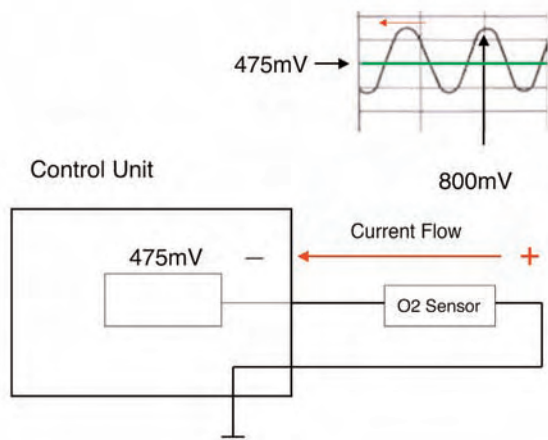 475mV
800mV
Control Unit
475mV
–
Current Flow
+
O2 Sensor